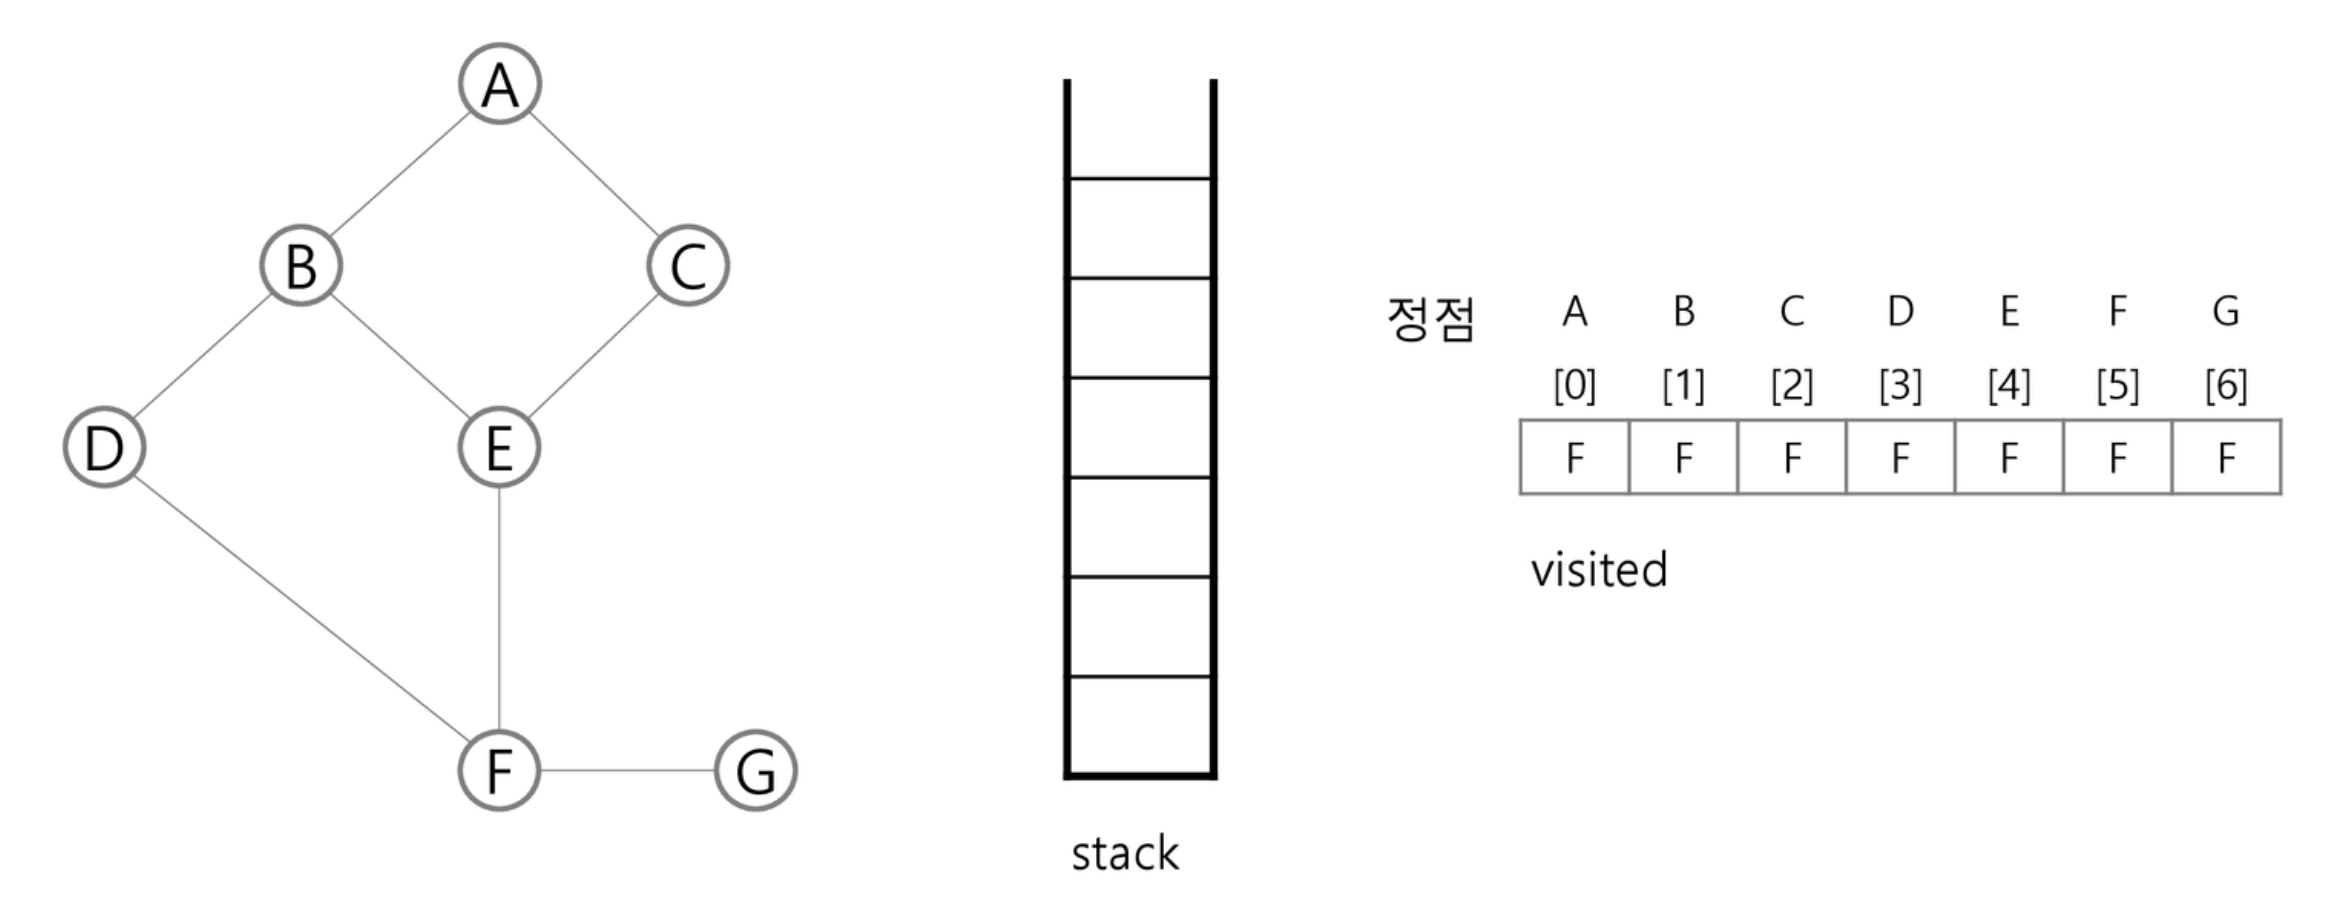 A
B
C
D
E
F
G
stack
정점 A B C D E F G
[0] [1] [2] [3] [4] [5] [6]
F F F F F F F
visited